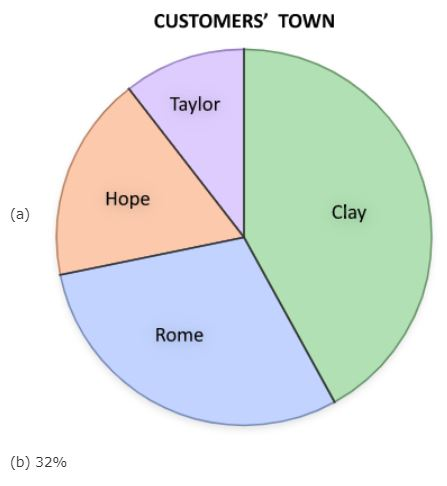 CUSTOMERS' TOWN
Taylor
Hope
(a)
Clay
Rome
(b) 32%